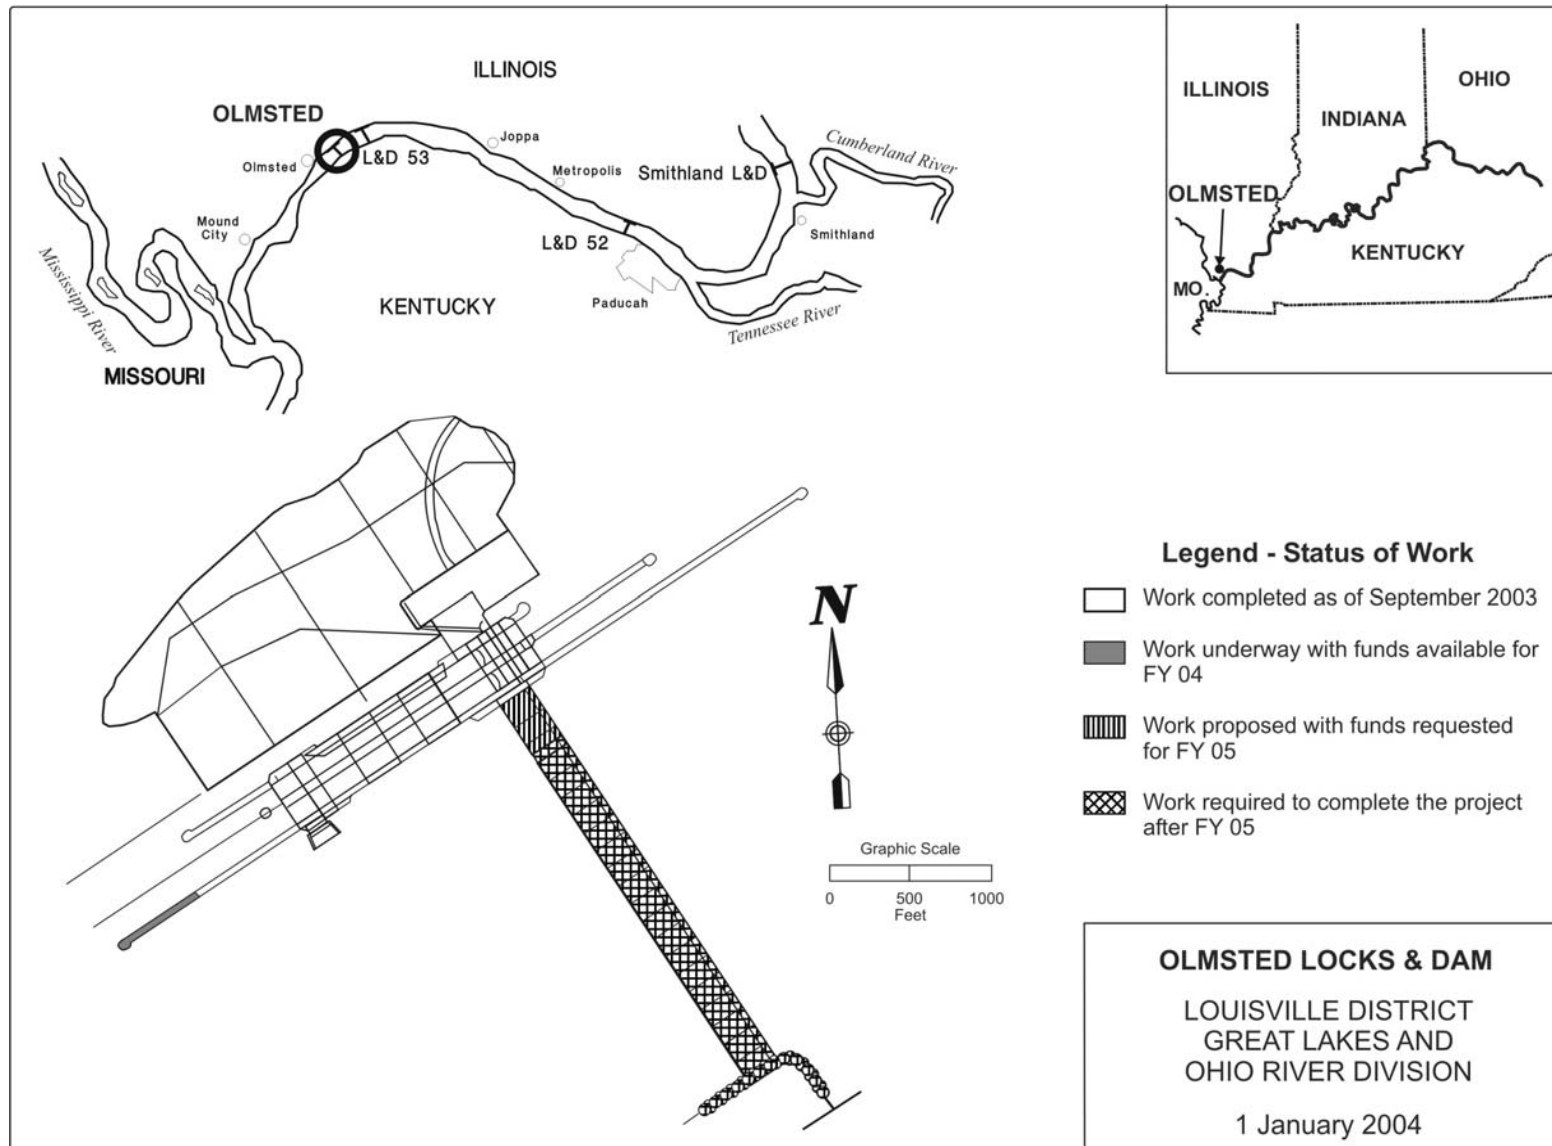 ILLINOIS
OLMSTED
Olmsted
L&D 53
Joppa
Metropolis
Smithland L&D
Cumberland River
Mound
City
L&D 52
Smithland
Mississippi River
KENTUCKY
Paducah
Tennessee River
MISSOURI
ILLINOIS
INDIANA
OHIO
OLMSTED
KENTUCKY
MO.
N
Graphic Scale
0 500 1000
Feet
Legend - Status of Work
Work completed as of September 2003
Work underway with funds available for
FY 04
Work proposed with funds requested
for FY 05
Work required to complete the project
after FY 05
OLMSTED LOCKS & DAM
LOUISVILLE DISTRICT
GREAT LAKES AND
OHIO RIVER DIVISION
1 January 2004